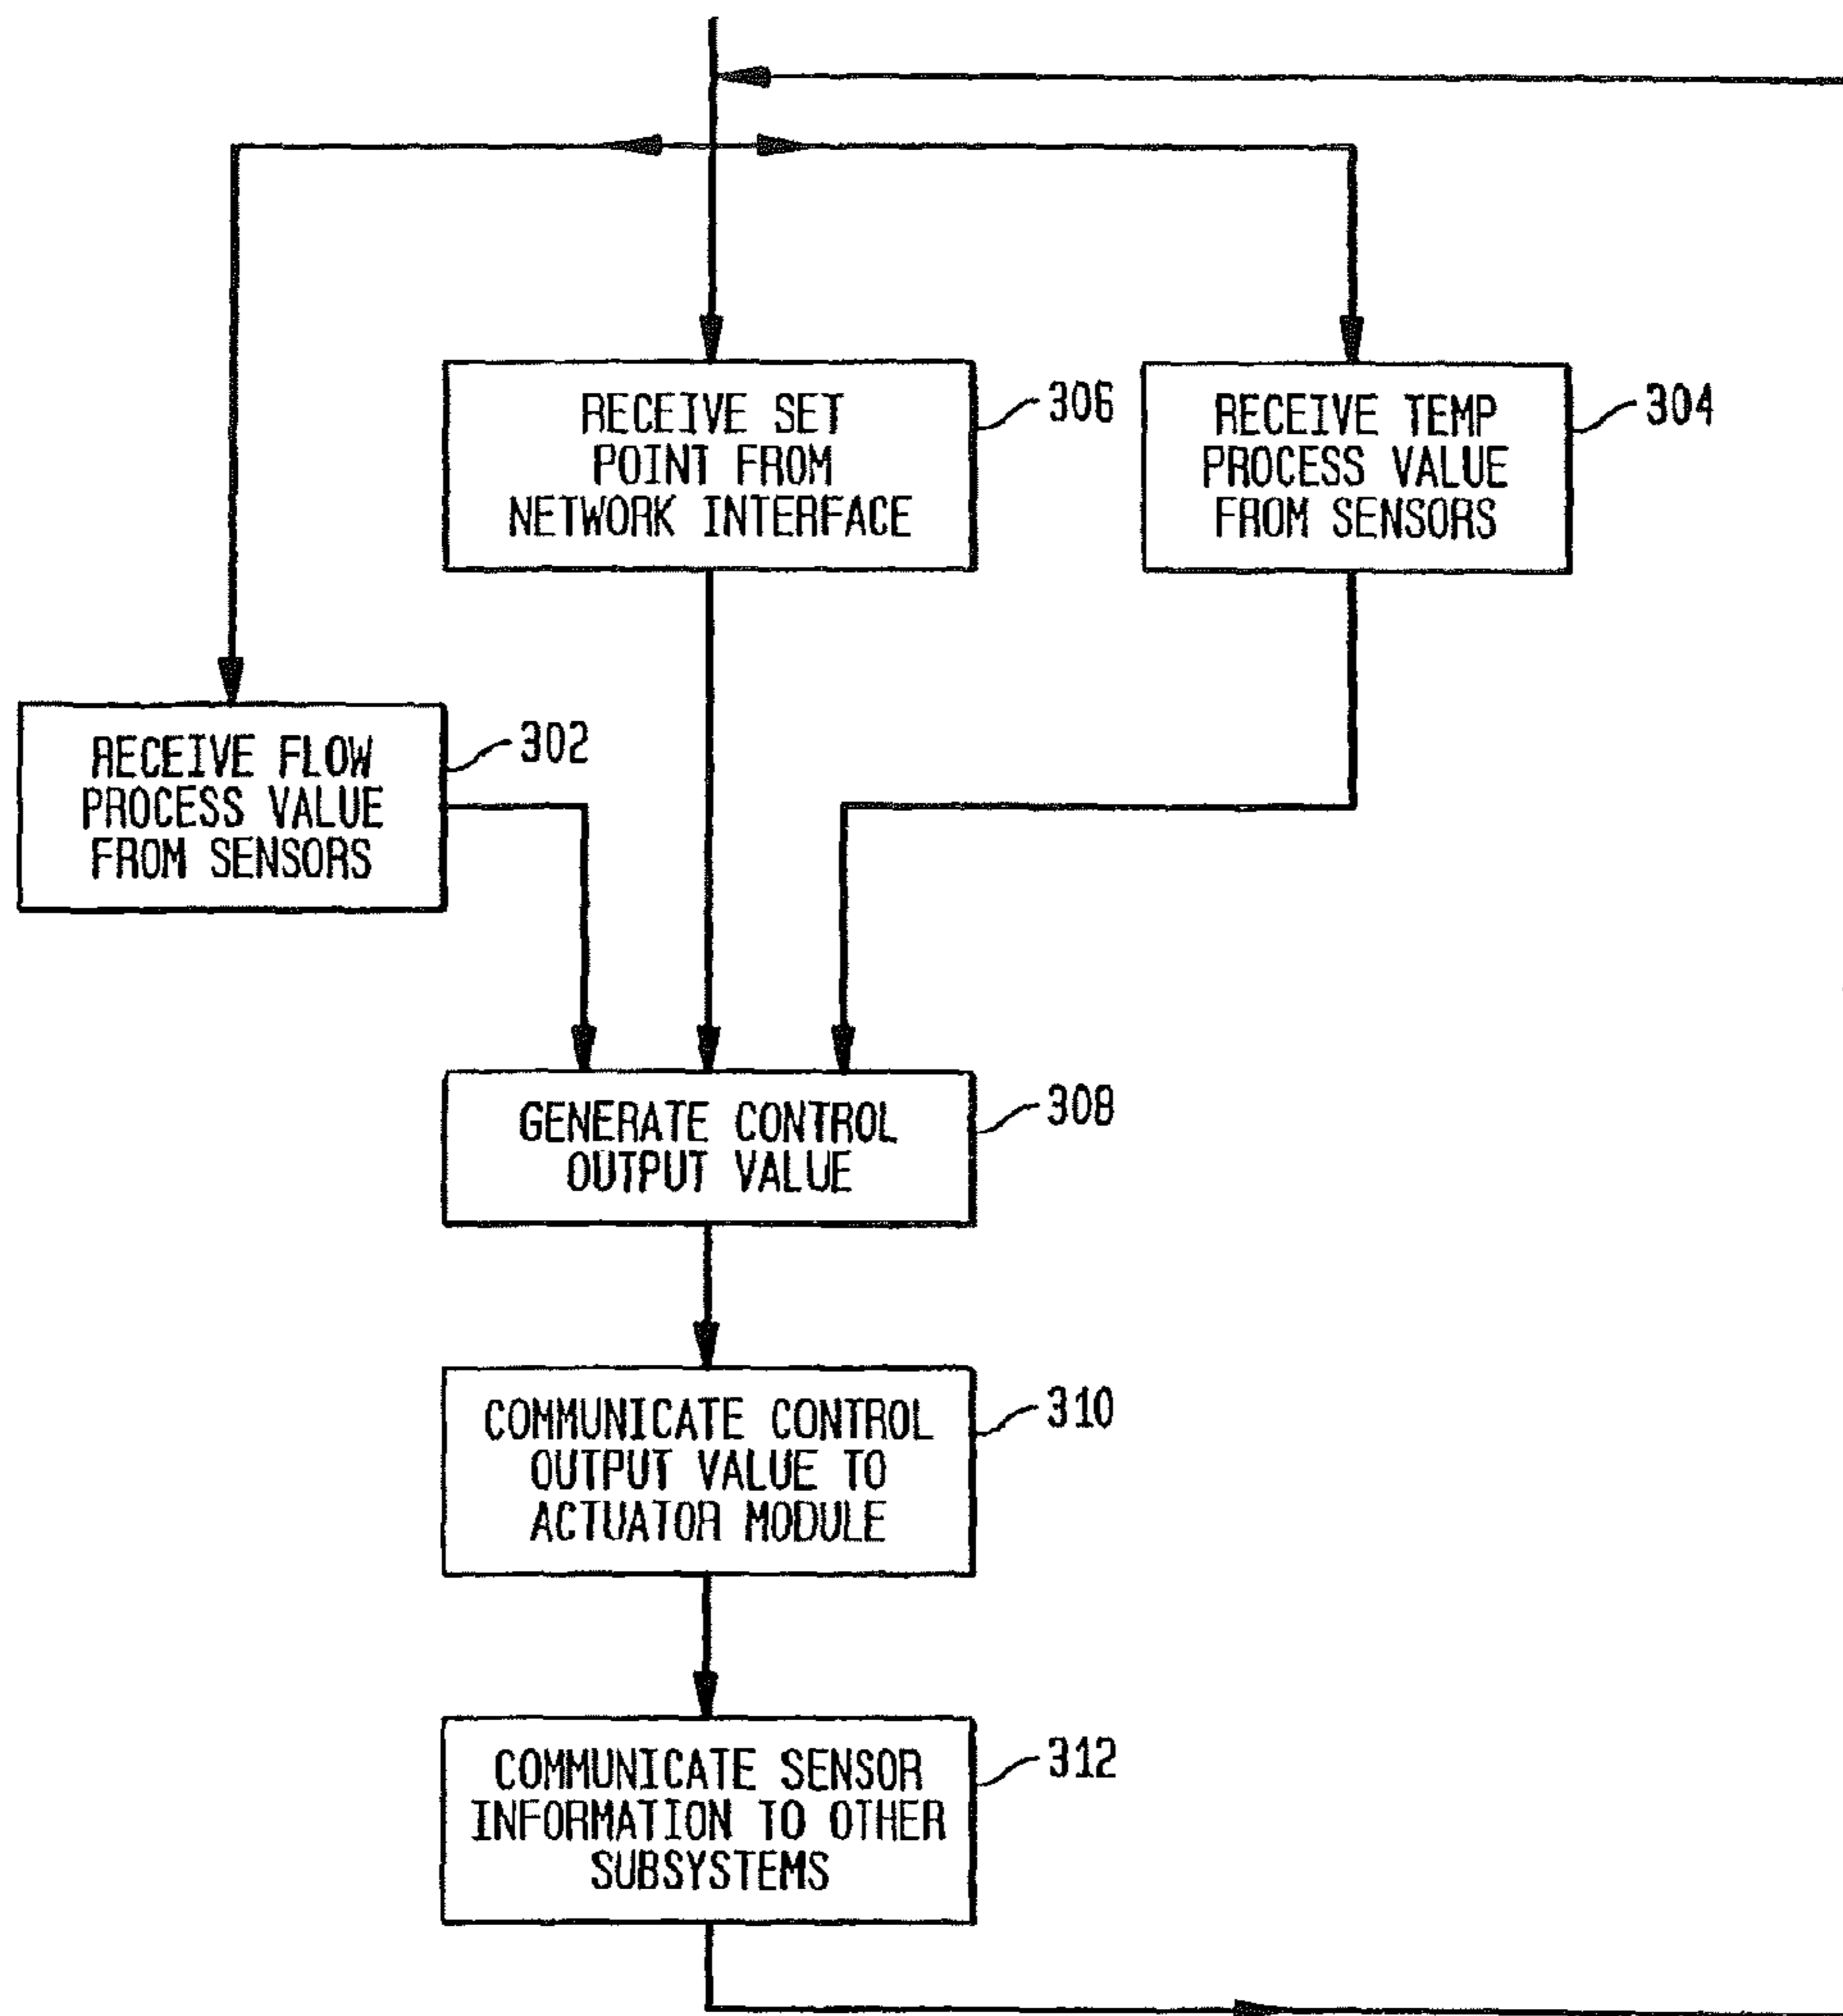 RECEIVE SET
POINT FROM
NETWORK INTERFACE
306
RECEIVE TEMP
PROCESS VALUE
FROM SENSORS
304
RECEIVE FLOW
PROCESS VALUE
FROM SENSORS
302
GENERATE CONTROL
OUTPUT VALUE
308
COMMUNICATE CONTROL
OUTPUT VALUE TO
ACTUATOR MODULE
310
COMMUNICATE SENSOR
INFORMATION TO OTHER
SUBSYSTEMS
312